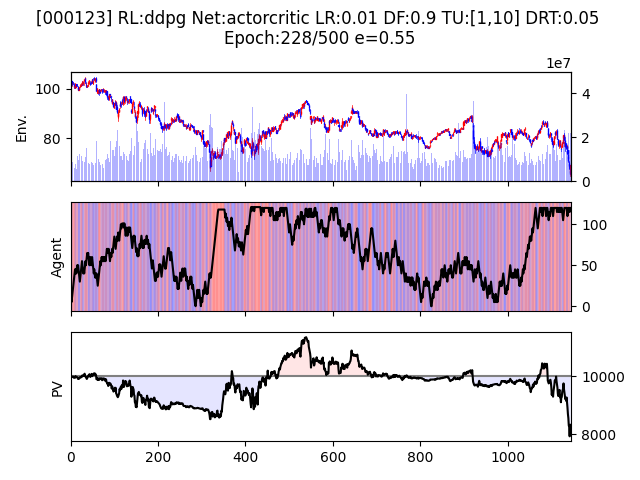 [000123] RL:ddpg Net:actorcritic LR:0.01 DF:0.9 TU:[1,10] DRT:0.05
Epoch:228/500 e=0.55
1e7
Env.
100
80
4
2
0
Agent
100
50
0
PV
10000
8000
0
200
400
600
800
1000